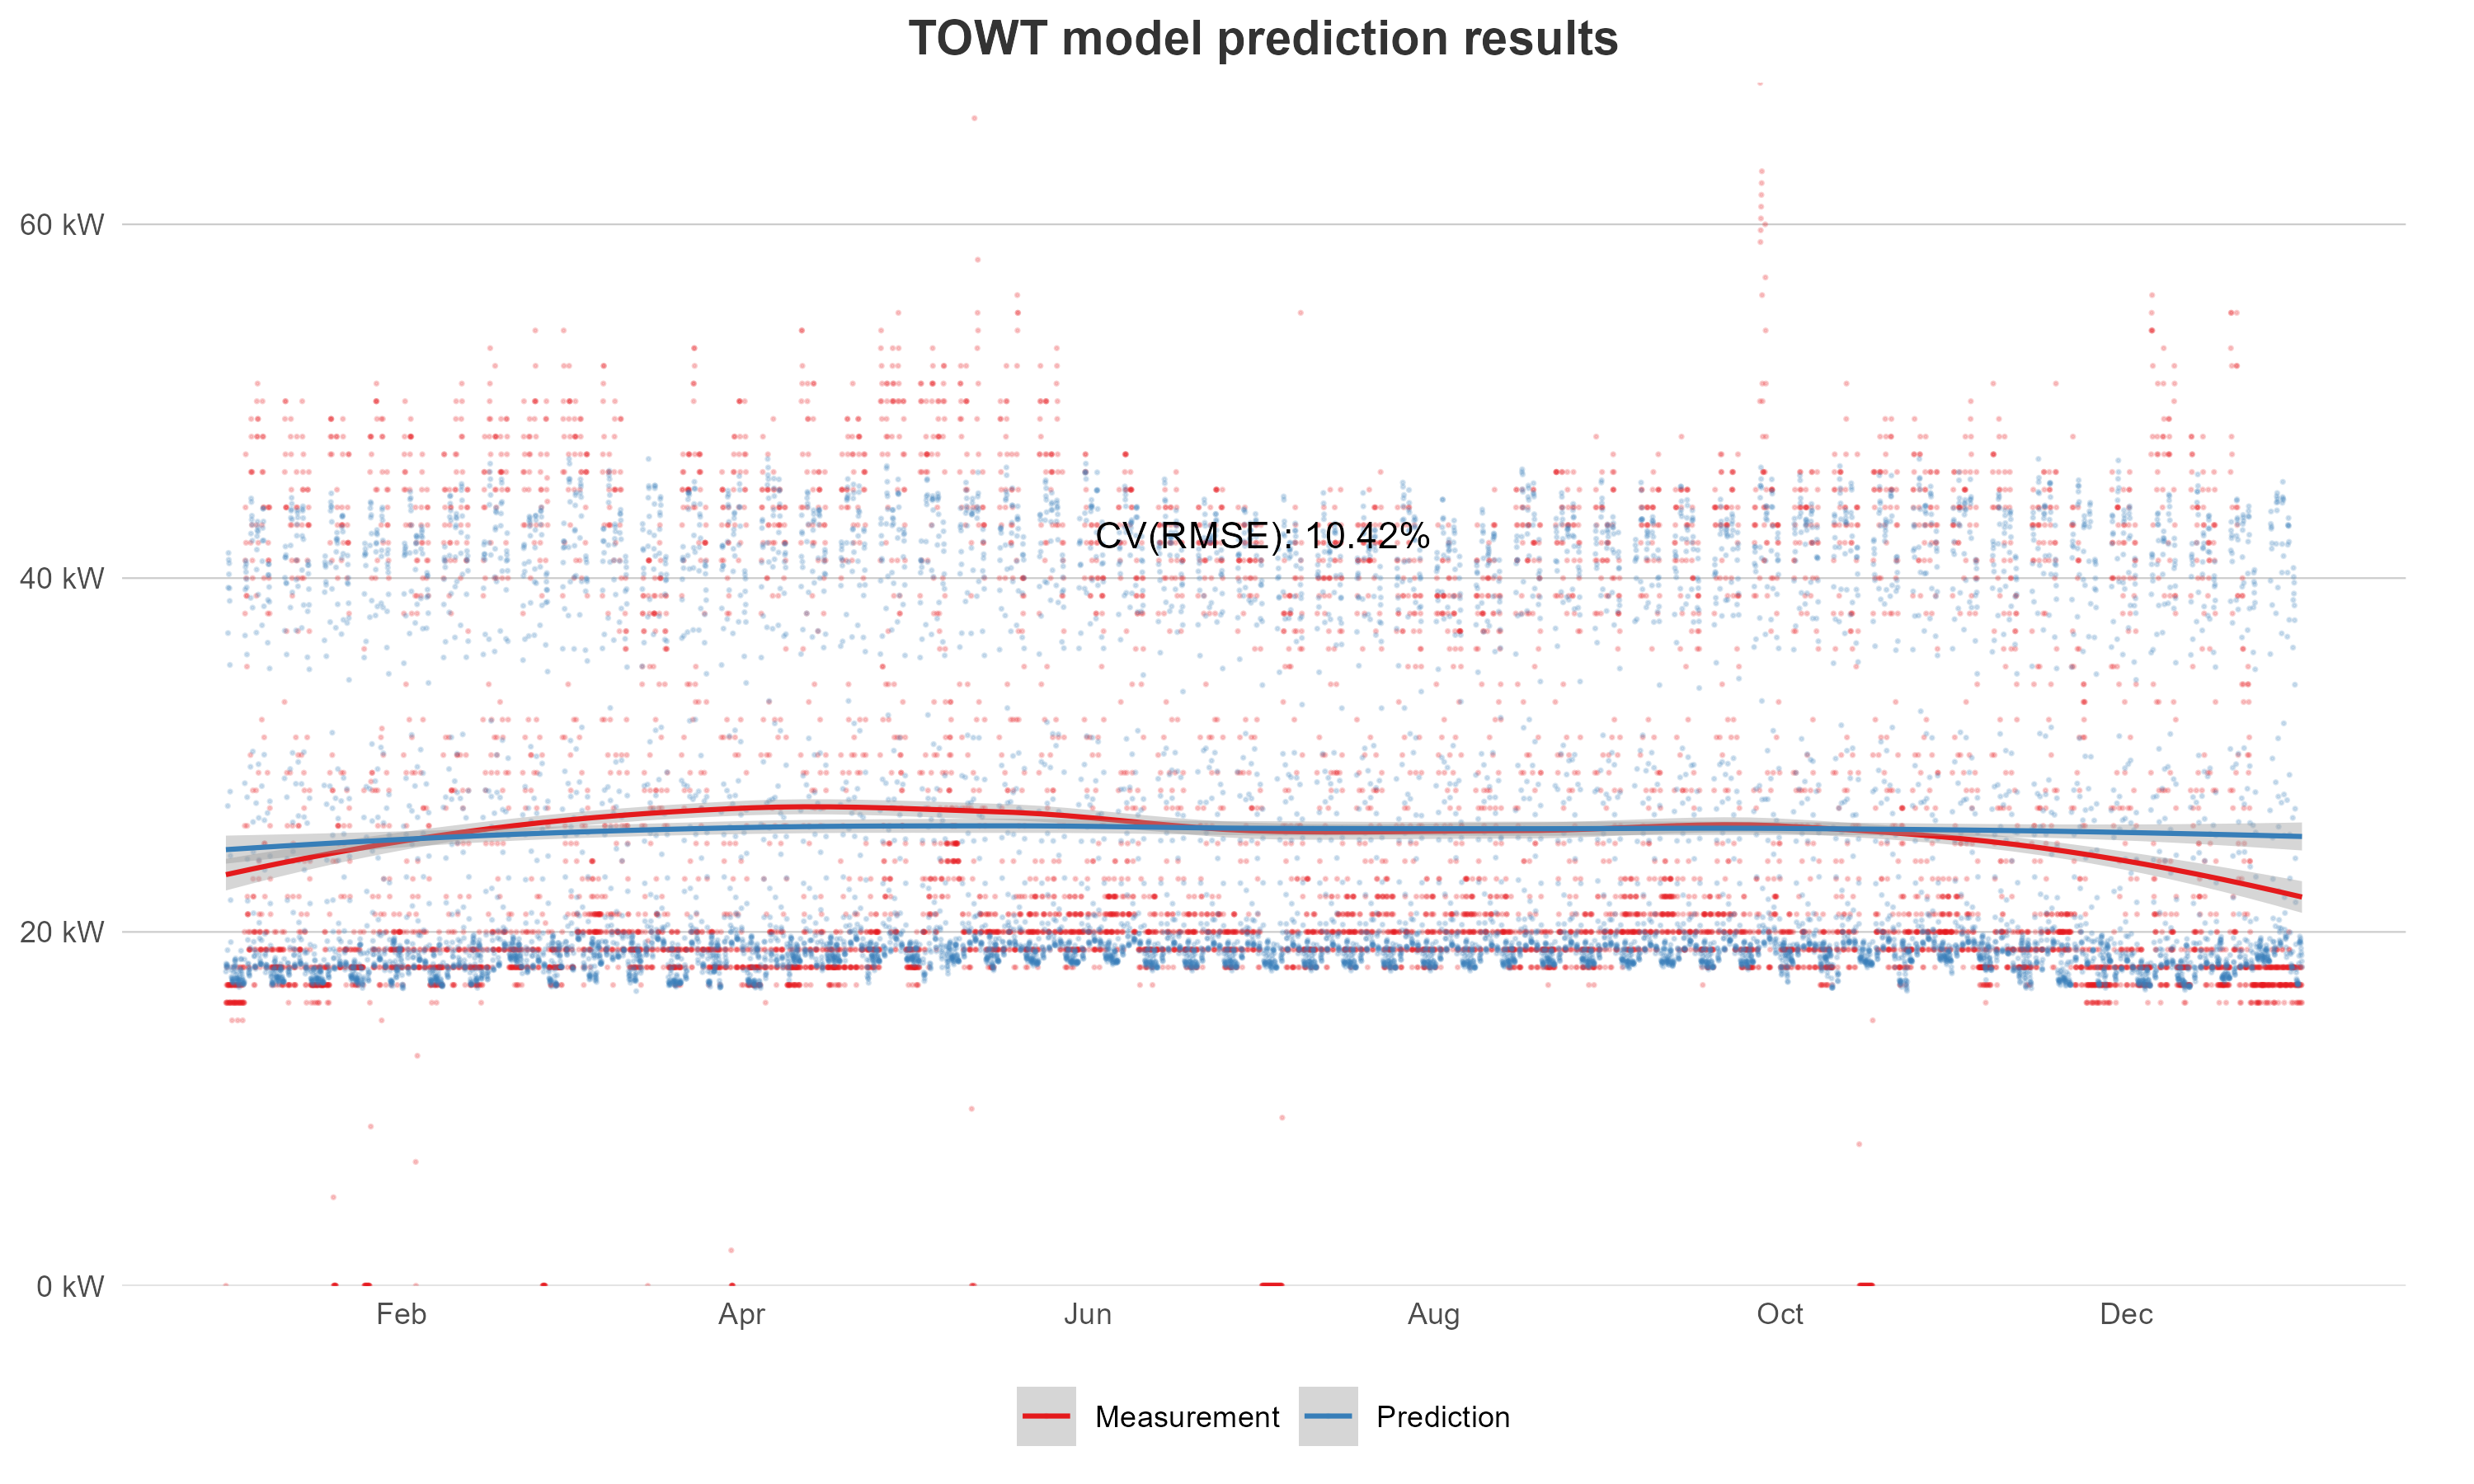 TOWT model prediction results
60 kW
40 kW
20 kW
0 kW
CV(RMSE): 10.42%
Feb Apr Jun Aug Oct Dec
Measurement Prediction